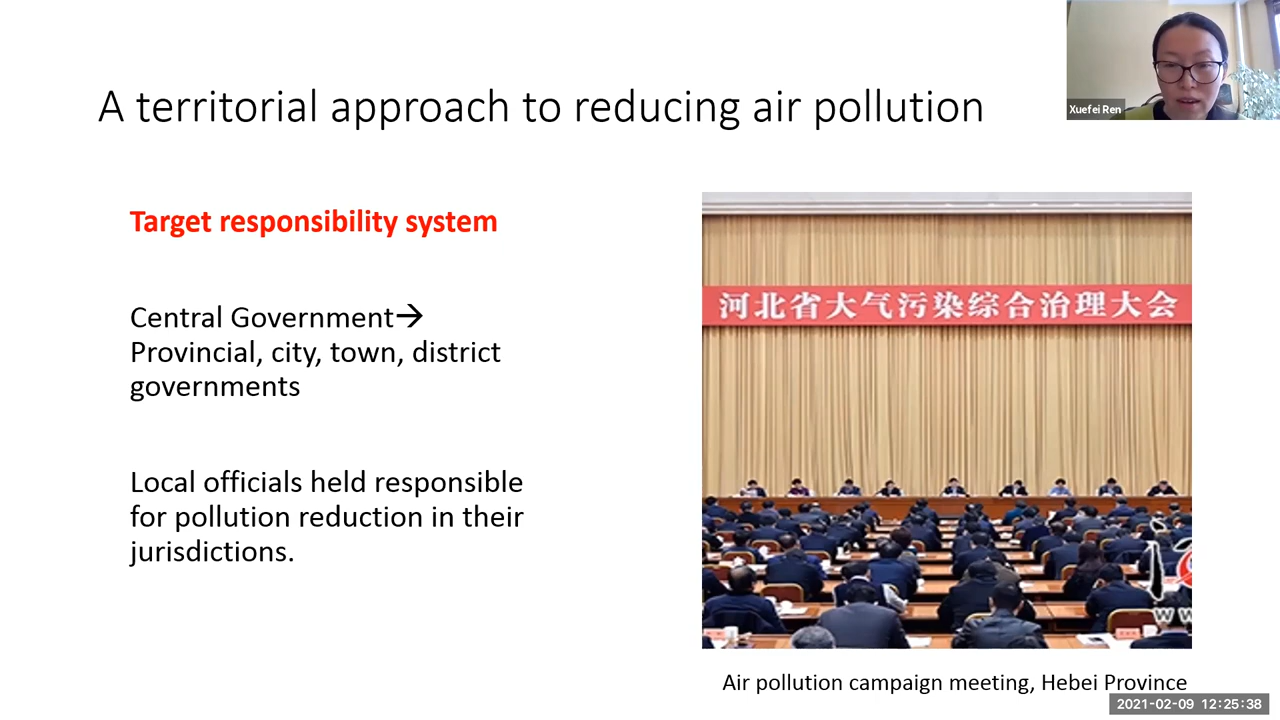 A territorial approach to reducing air pollution
Xuefei Ren
Target responsibility system
Central Government→
Provincial, city, town, district
governments
Local officials held responsible
for pollution reduction in their
jurisdictions.
河北省大气污染综合治理大会
Air pollution campaign meeting, Hebei Province
2021-02-09 12:25:38